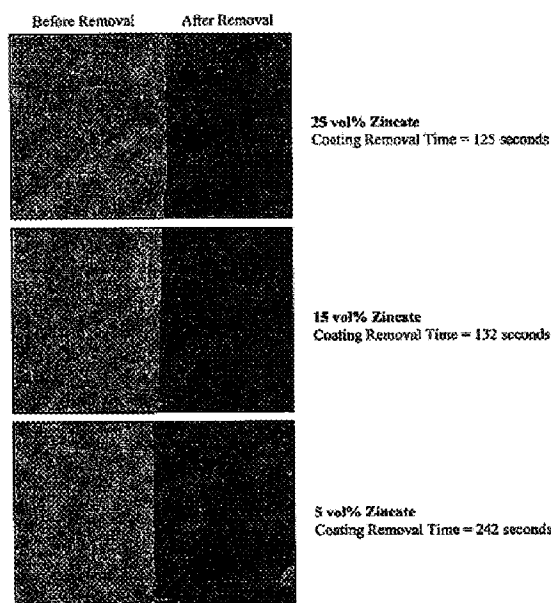 Before Removal After Removal
25 vol% Zincate
Coating Removal Time = 125 seconds
15 vol% Zincate
Coating Removal Time = 132 seconds
5 vol% Zincate
Coating Removal Time = 242 seconds